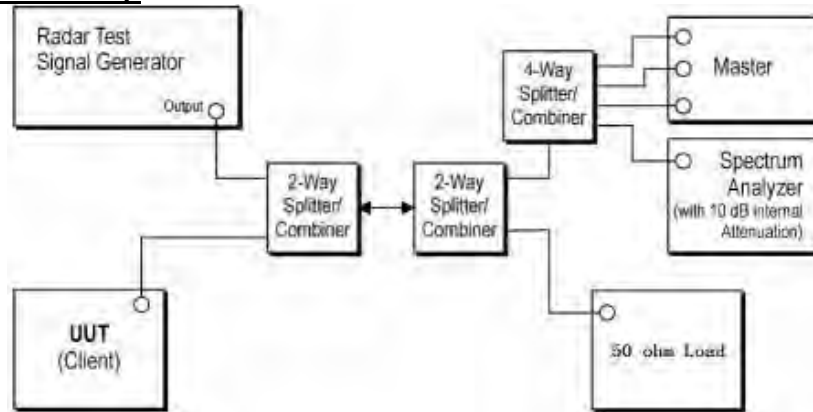 Radar Test
Signal Generator
Output
4-Way
Splitter/
Combiner
Master
Spectrum
Analyzer
(with 10 dB internal
Attenuation)
2-Way
Splitter/
Combiner
2-Way
Splitter/
Combiner
UUT
(Client)
50 ohm Load